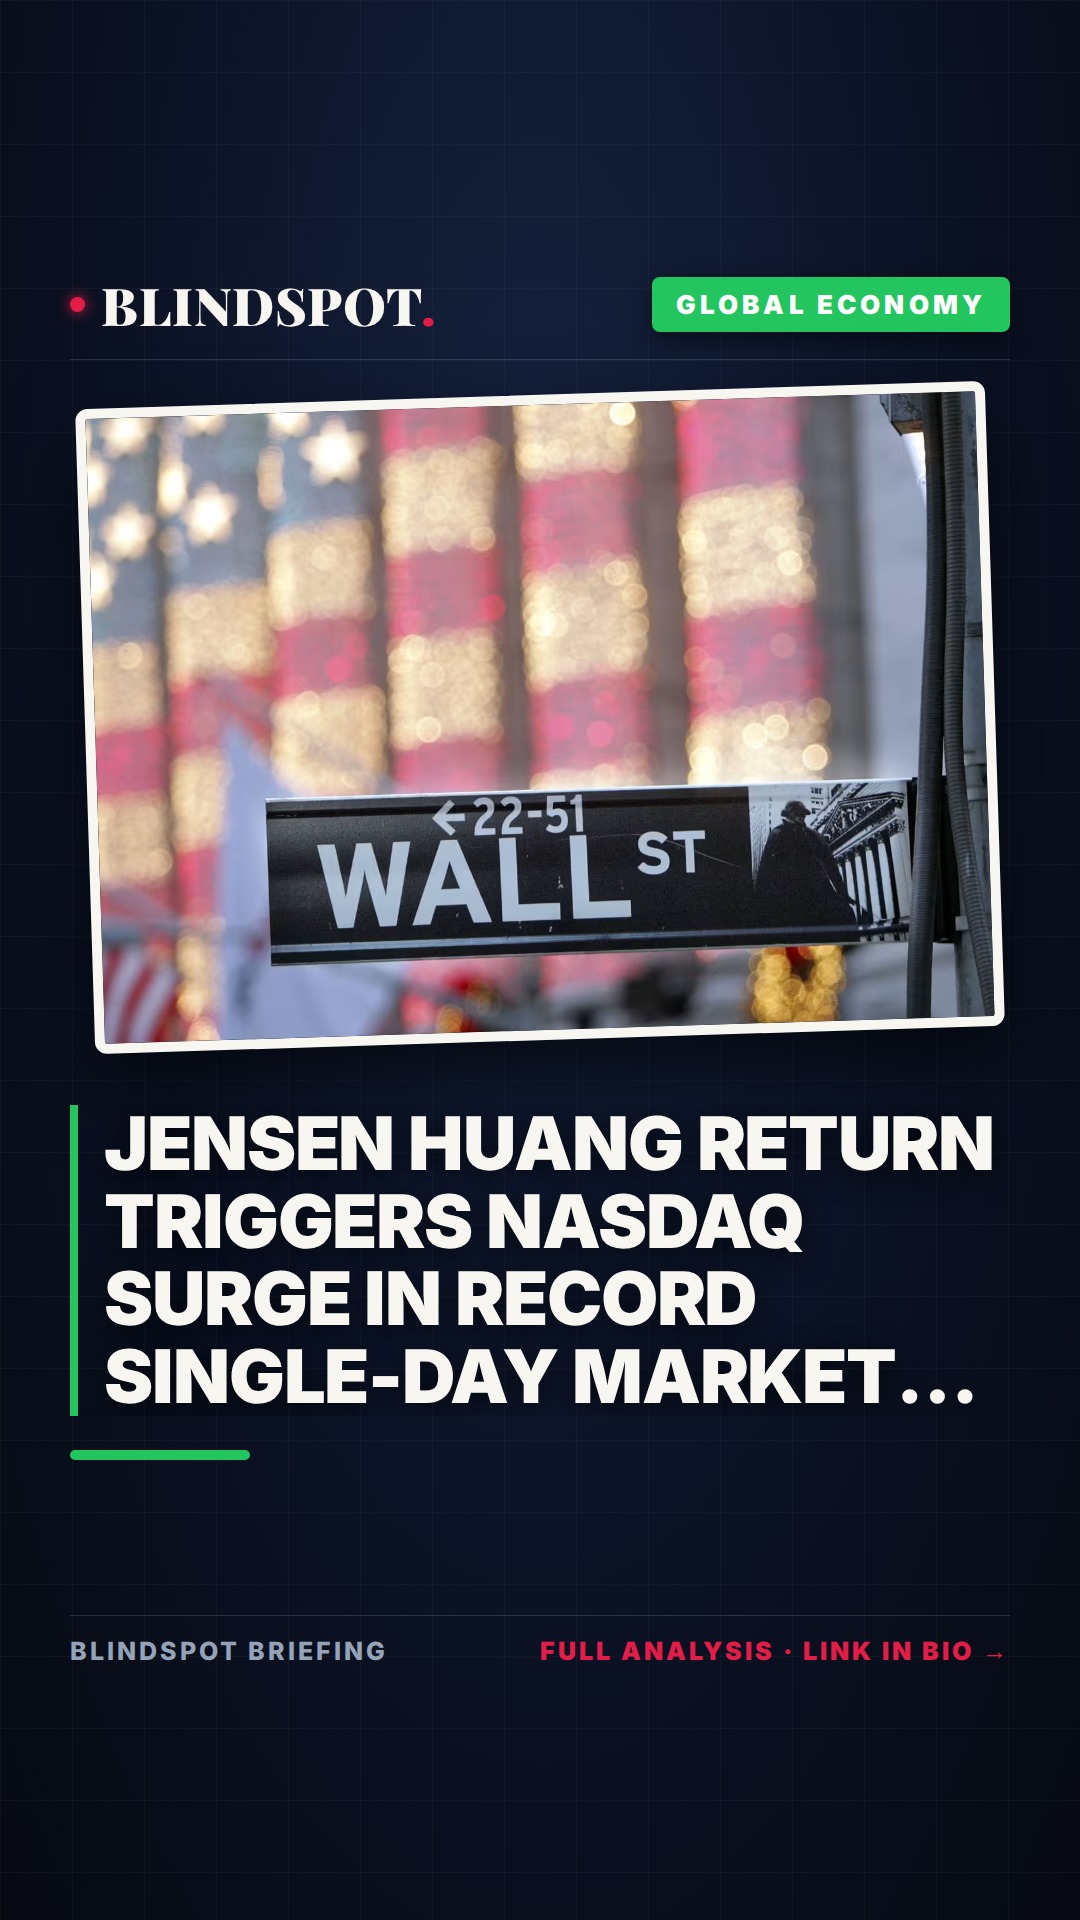 BLINDSPOT.
GLOBAL ECONOMY
←22-51
WALL ST
JENSEN HUANG RETURN
TRIGGERS NASDAQ
SURGE IN RECORD
SINGLE-DAY MARKET...
BLINDSPOT BRIEFING
FULL ANALYSIS · LINK IN BIO →